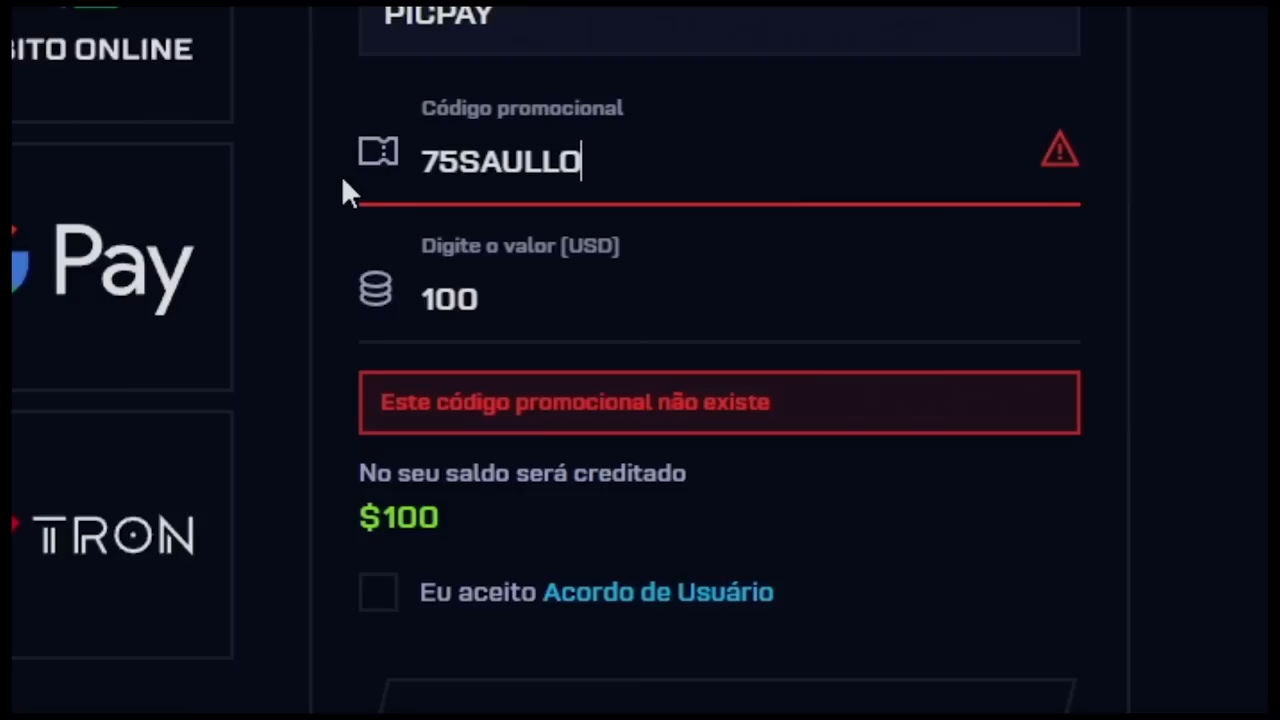 PICPAY
BITO ONLINE
Código promocional
75SAULLO
Digite o valor (USD)
100
Pay
Este código promocional não existe
No seu saldo será creditado
$100
TRON
Eu aceito Acordo de Usuário